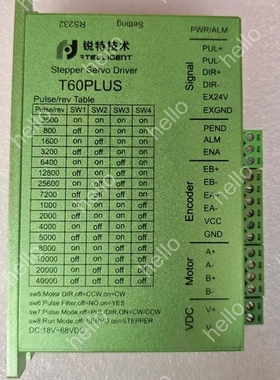 RS232
Setting
PWR/ALM
锐特技术
RTELLIGENT
Stepper Servo Driver
T60PLUS
Pulse/rev Table
Pulse/rev SW1 SW2 SW3 SW4
3600 on on on on
800 off on on on
1600 on off on on
3200 off off on on
6400 on on off on
12800 off on off on
25600 on off off on
7200 off off off on
1000 on on on off
2000 off on on off
4000 on off on off
5000 off off on off
8000 on on off off
10000 off on off off
20000 on off off off
40000 off off off off
sw5:Motor DIR,off=CCW,on=CW
sw6:Pulse Filter,off=NO,on=YES
sw7:Pulse Mode,off=PUL/DIR,ON=CW/CCW
sw8:Run Mode,off=SERVO,on=STEPPER
DC:18V~68VDC
Signal
PUL+
PUL-
DIR+
DIR-
EX24V
EXGND
PEND
ALM
ENA
Encoder
EB+
EB-
EA+
EA-
VCC
GND
Motor
A+
A-
B+
B-
VDC
V+
V-